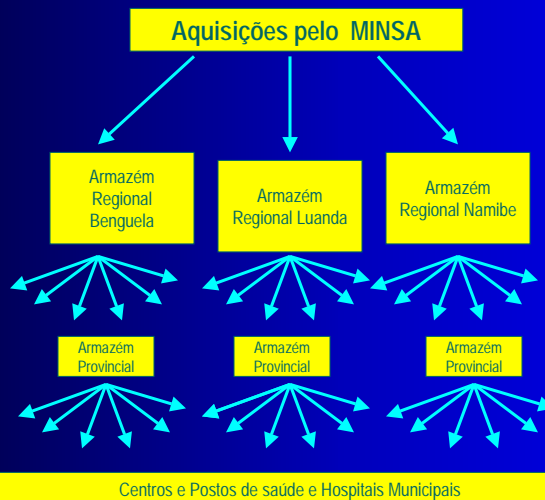 Aquisições pelo MINSA
Armazém
Regional
Benguela
Armazém
Regional Luanda
Armazém
Regional Namibe
Armazém
Provincial
Armazém
Provincial
Armazém
Provincial
Centros e Postos de saúde e Hospitais Municipais